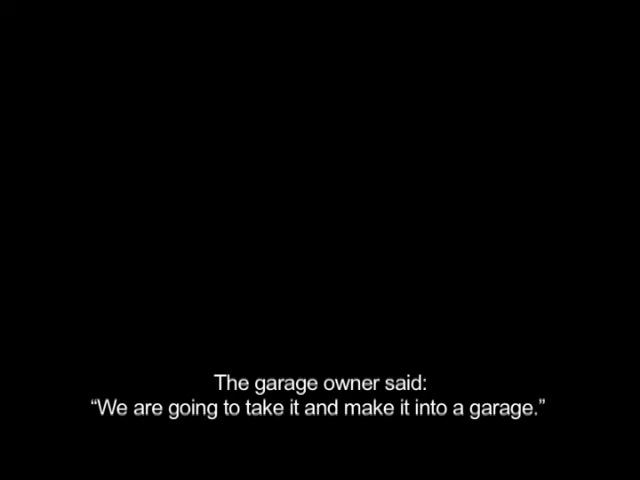 The garage owner said:
“We are going to take it and make it into a garage.”